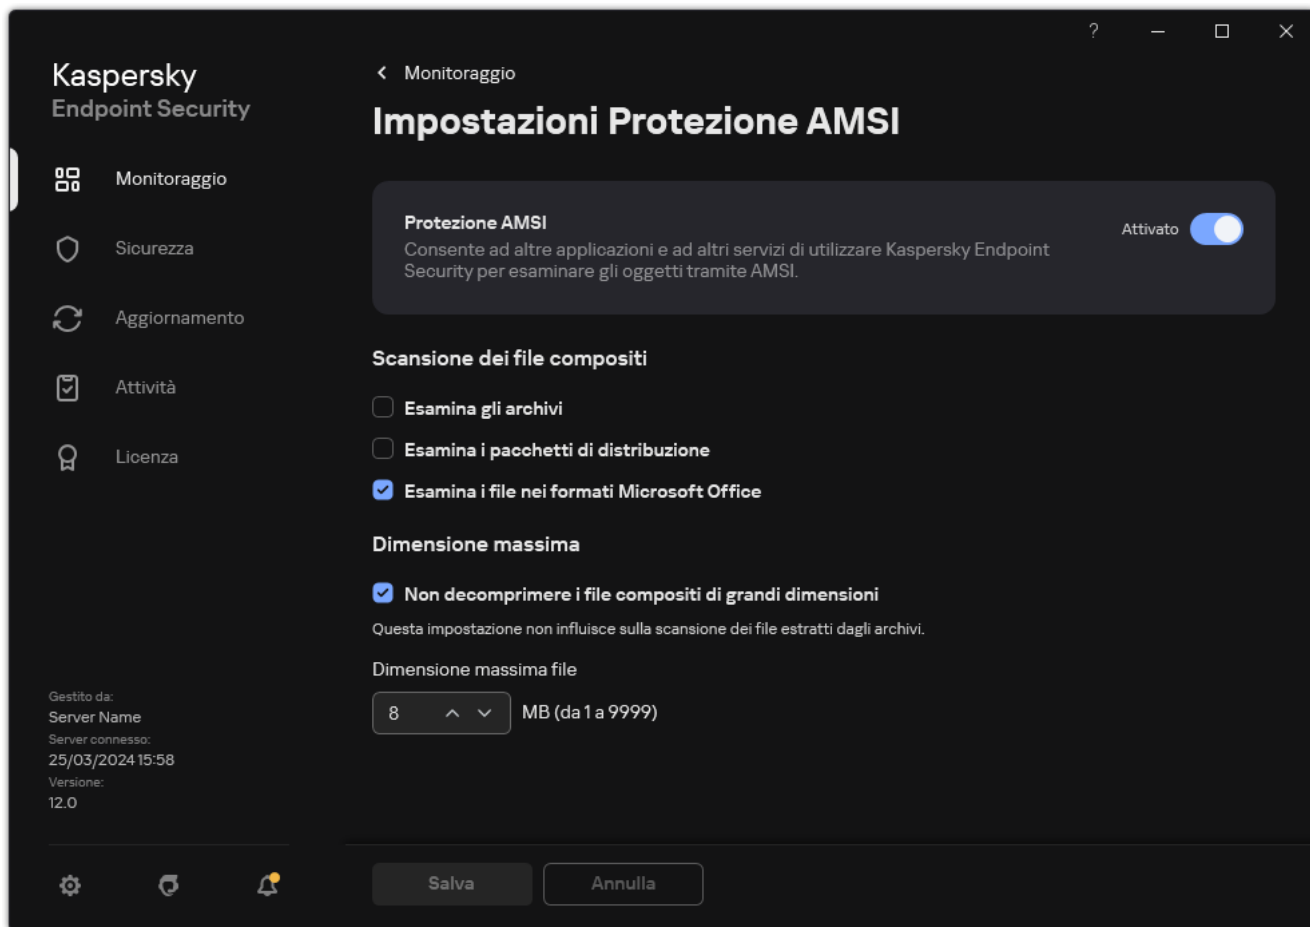 ?
Kaspersky
Endpoint Security
Monitoraggio
Sicurezza
Aggiornamento
Attività
Licenza
Gestito da:
Server Name
Server connesso:
25/03/2024 15:58
Versione:
12.0
Monitoraggio
Impostazioni Protezione AMSI
Protezione AMSI
Consente ad altre applicazioni e ad altri servizi di utilizzare Kaspersky Endpoint
Security per esaminare gli oggetti tramite AMSI.
Attivato
Scansione dei file compositi
Esamina gli archivi
Esamina i pacchetti di distribuzione
Esamina i file nei formati Microsoft Office
Dimensione massima
Non decomprimere i file compositi di grandi dimensioni
Questa impostazione non influisce sulla scansione dei file estratti dagli archivi.
Dimensione massima file
8 MB (da 1 a 9999)
Salva
Annulla